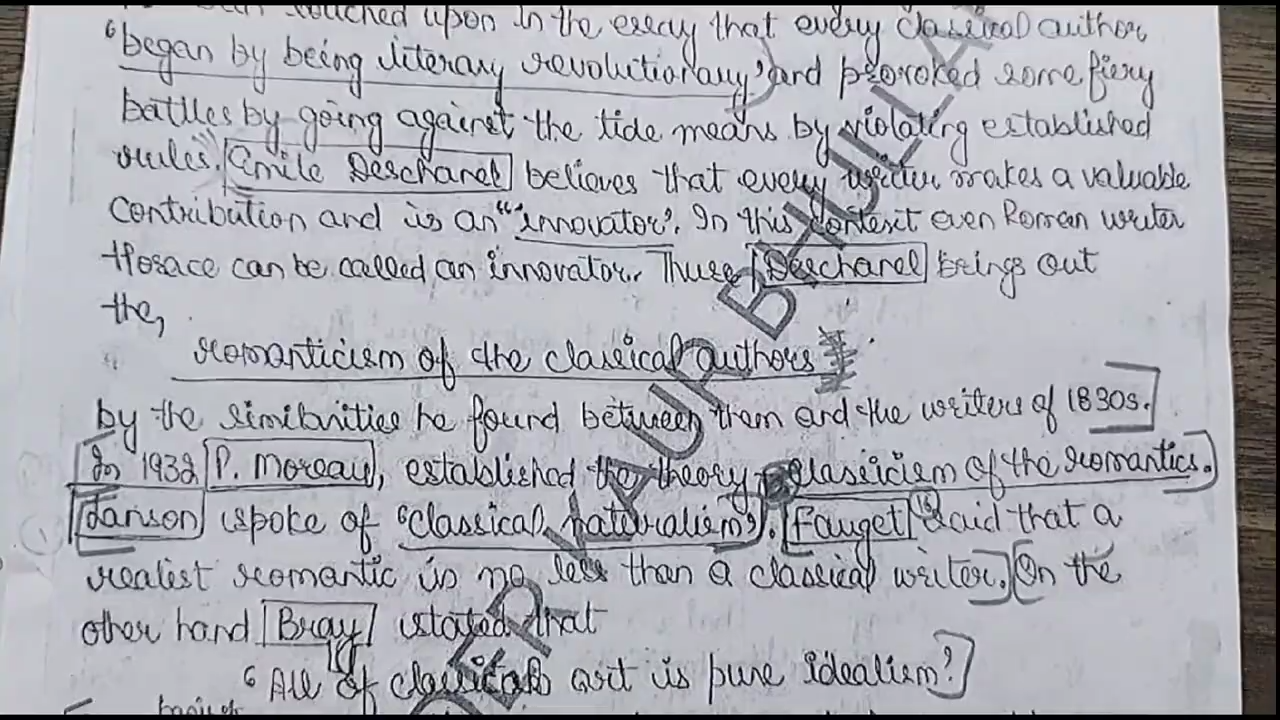 touched upon in the essay that every classical author
'began by being literary revolutionary' and provoked some fiery
battles by going against the tide means by violating established
rules. Emile Deschanel believes that every writer makes a valuable
contribution and is an "innovator'. In this context even Roman writer
Horace can be called an innovator. Thus Deschanel brings out
the,
romanticism of the classical authors
by the similarities he found between them and the writers of 1830s.
In 1932 P. Moreau, established the theory classicism of the romantics.
Lanson spoke of 'classical naturalism'. Fauget said that a
realist romantic is no less than a classical writer. On the
other hand Bray stated that
'All of classical art is pure idealism'